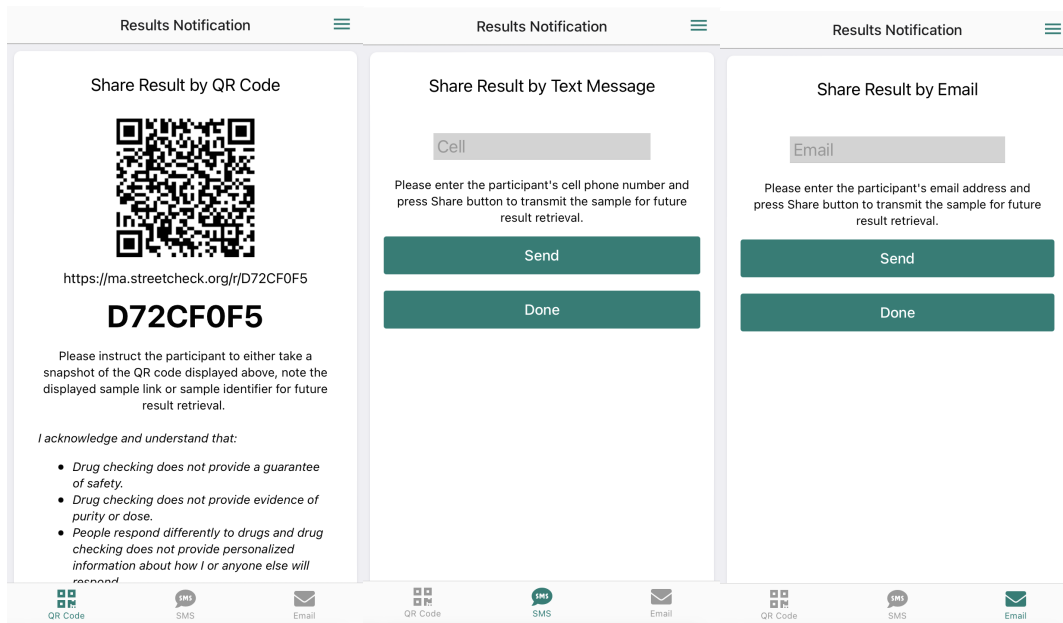 Results Notification
Share Result by QR Code
https://ma.streetcheck.org/r/D72CF0F5
D72CF0F5
Please instruct the participant to either take a
snapshot of the QR code displayed above, note the
displayed sample link or sample identifier for future
result retrieval.
I acknowledge and understand that:
• Drug checking does not provide a guarantee
of safety.
• Drug checking does not provide evidence of
purity or dose.
• People respond differently to drugs and drug
checking does not provide personalized
information about how I or anyone else will
respond
QR Code
SMS
SMS
Email
Results Notification
Share Result by Text Message
Cell
Please enter the participant's cell phone number and
press Share button to transmit the sample for future
result retrieval.
Send
Done
QR Code
SMS
SMS
Email
Results Notification
Share Result by Email
Email
Please enter the participant's email address and
press Share button to transmit the sample for future
result retrieval.
Send
Done
QR Code
SMS
SMS
Email